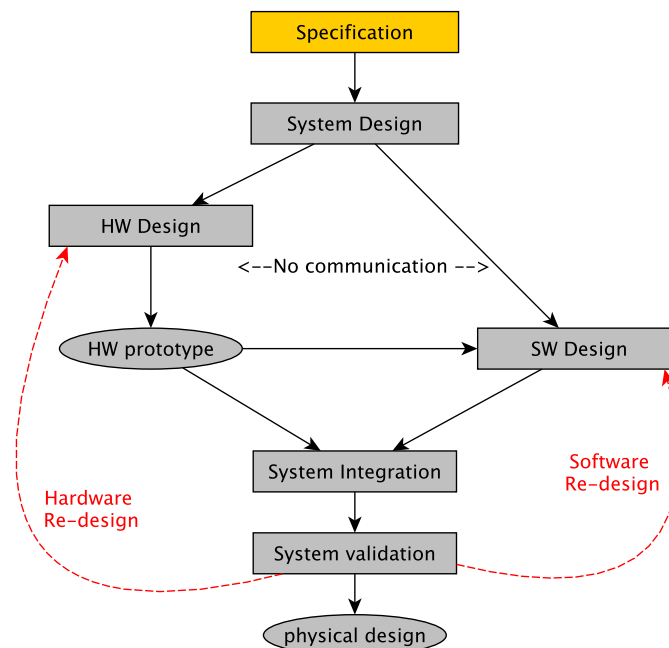 Specification
System Design
HW Design
<--No communication -->
HW prototype
SW Design
System Integration
Software
Re-design
Hardware
Re-design
System validation
physical design